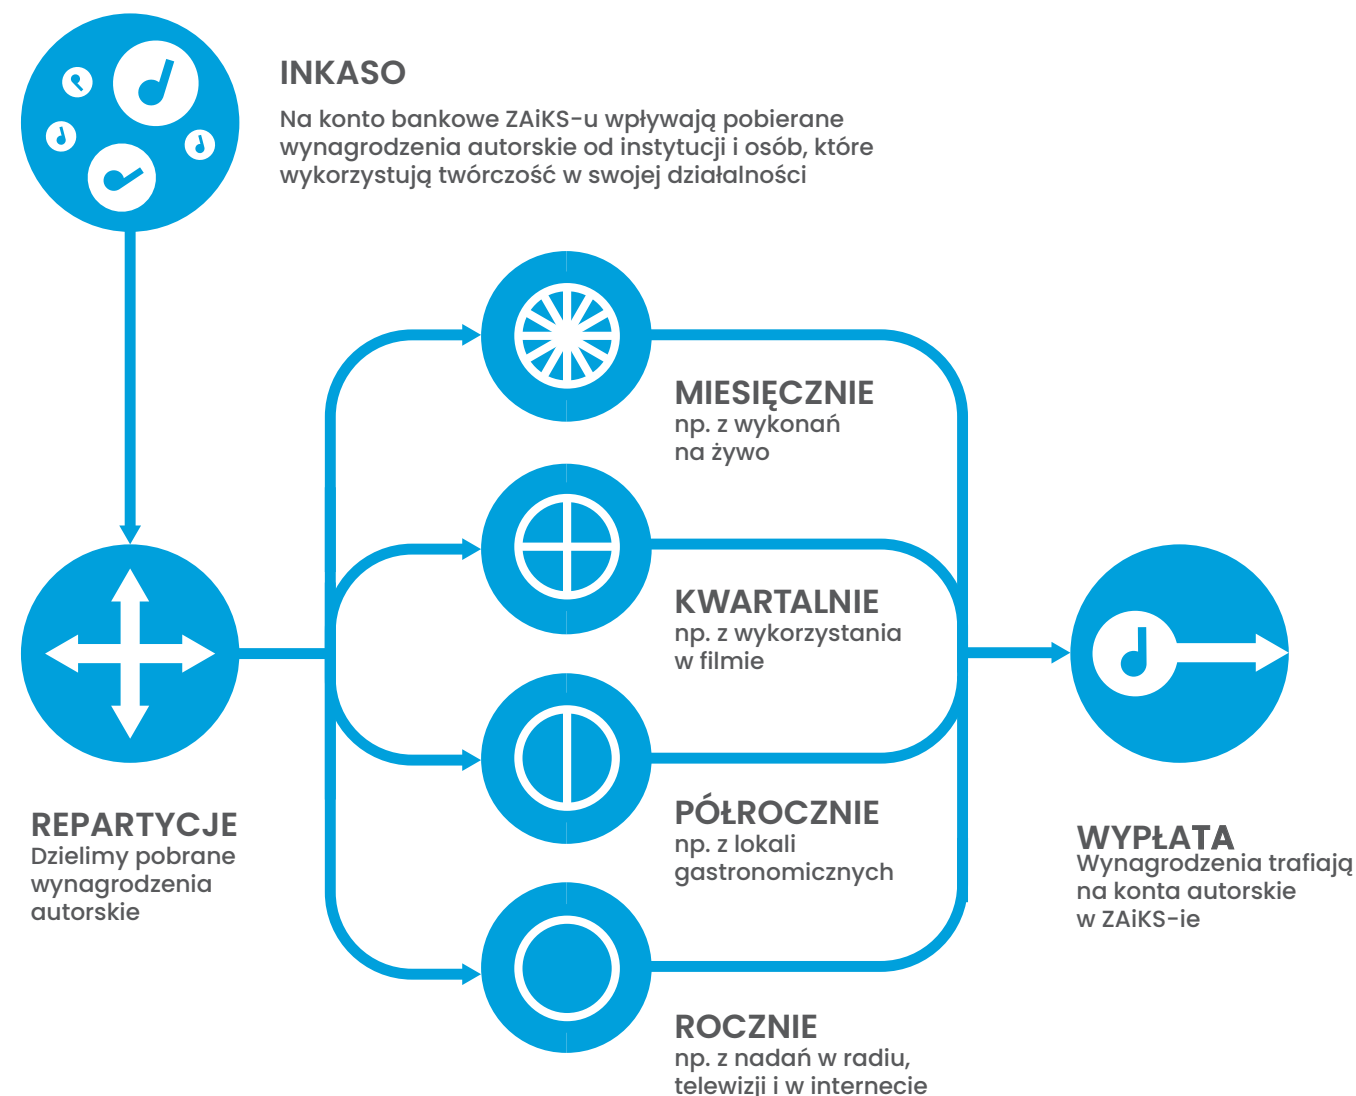 INKASO
Na konto bankowe ZAiKS-u wpływają pobierane
wynagrodzenia autorskie od instytucji i osób, które
wykorzystują twórczość w swojej działalności
MIESIĘCZNIE
np. z wykonań
na żywo
KWARTALNIE
np. z wykorzystania
w filmie
PÓŁROCZNIE
np. z lokali
gastronomicznych
ROCZNIE
np. z nadań w radiu,
telewizji i w internecie
REPARTYCJE
Dzielimy pobrane
wynagrodzenia
autorskie
WYPŁATA
Wynagrodzenia trafiają
na konta autorskie
w ZAiKS-ie